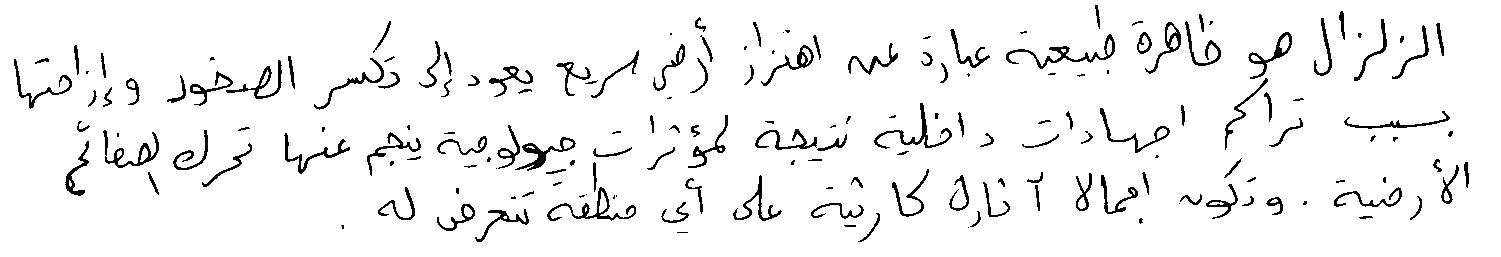 الزلزال هو ظاهرة طبيعية عبارة عن اهتزاز أرضي سريع يعود إلى تكسر الصخور وإزاحتها
بسبب تراكم اجهادات داخلية نتيجة لمؤثرات جيولوجية ينجم عنها تحرك الصفائح
الأرضية . وتكون اجمالا آثاره كارثية على أي منطقة تتعرض له .